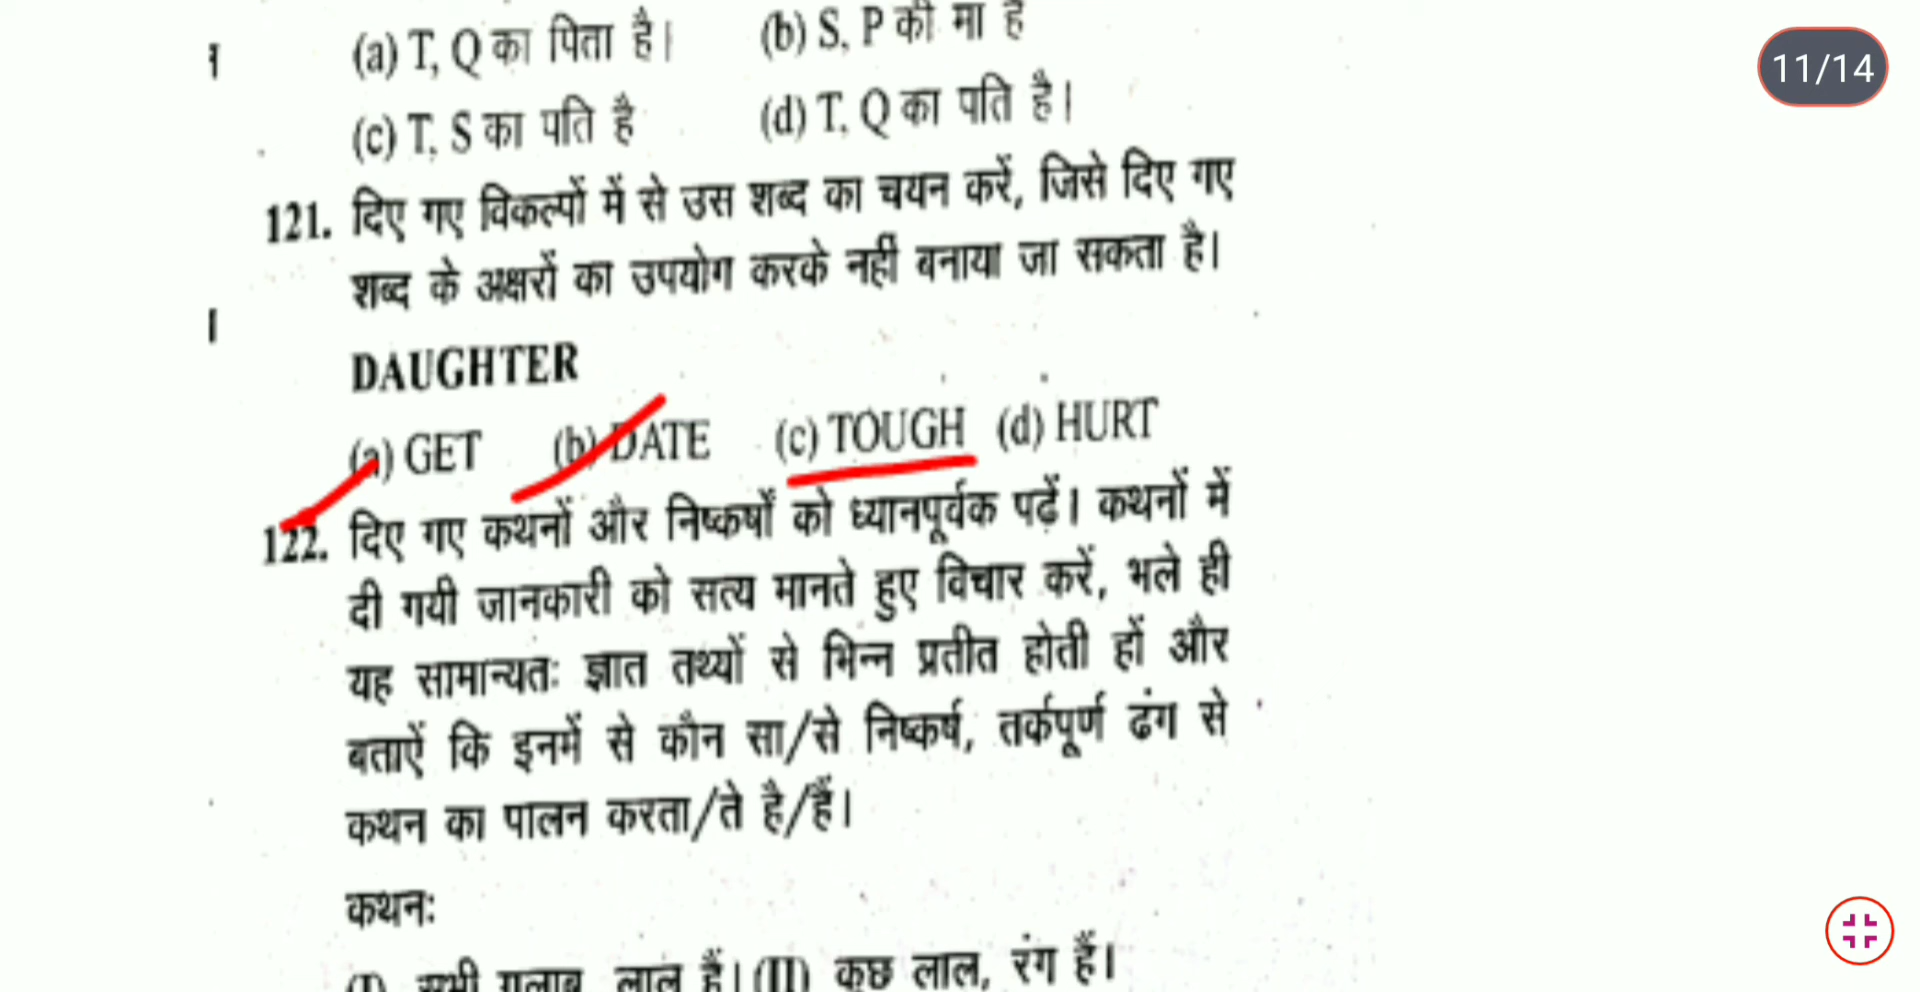 (a) T, Q का पिता है। (b) S, P की मां है
11/14
(c) T, S का पति है (d) T, Q का पति है।
121. दिए गए विकल्पों में से उस शब्द का चयन करें, जिसे दिए गए
शब्द के अक्षरों का उपयोग करके नहीं बनाया जा सकता है।
DAUGHTER
(a) GET (b) DATE (c) TOUGH (d) HURT
122. दिए गए कथनों और निष्कर्षों को ध्यानपूर्वक पढ़ें। कथनों में
दी गयी जानकारी को सत्य मानते हुए विचार करें, भले ही
यह सामान्यतः ज्ञात तथ्यों से भिन्न प्रतीत होती हों और
बताऐं कि इनमें से कौन सा/से निष्कर्ष, तर्कपूर्ण ढंग से
कथन का पालन करता/ते है/हैं।
कथनः
(I) सभी गुलाब, लाल हैं। (II) कुछ लाल, रंग हैं।